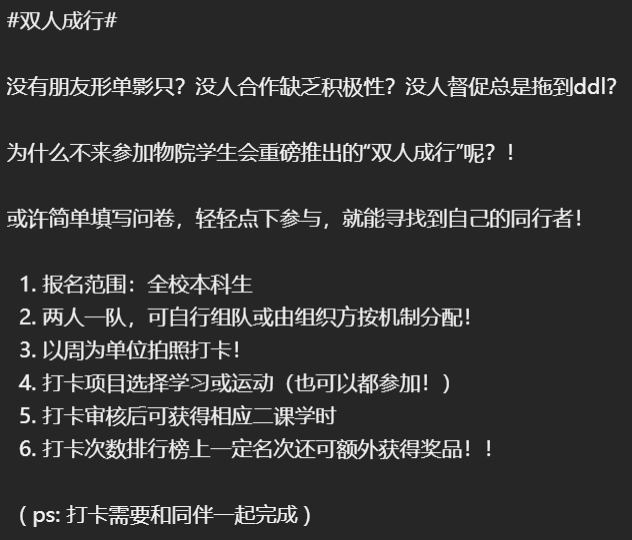 #双人成行#
没有朋友形单影只？没人合作缺乏积极性？没人督促总是拖到ddl？
为什么不来参加物院学生会重磅推出的“双人成行”呢？！
或许简单填写问卷，轻轻点下参与，就能寻找到自己的同行者！
1. 报名范围：全校本科生
2. 两人一队，可自行组队或由组织方按机制分配！
3. 以周为单位拍照打卡！
4. 打卡项目选择学习或运动（也可以都参加！）
5. 打卡审核后可获得相应二课学时
6. 打卡次数排行榜上一定名次还可额外获得奖品！！
（ps: 打卡需要和同伴一起完成）